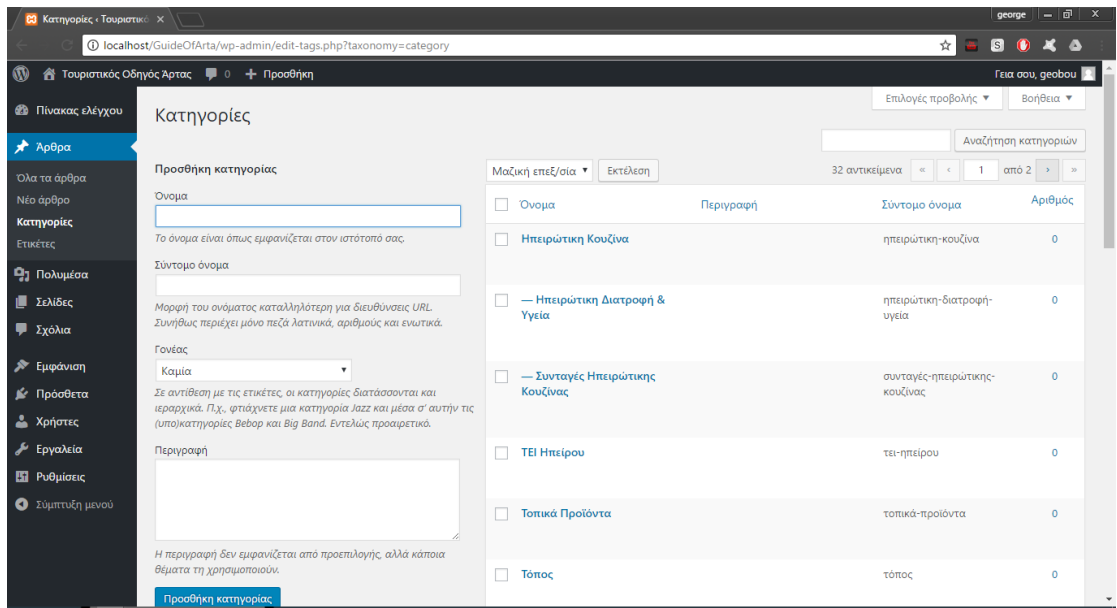 Κατηγορίες ‹ Τουριστικό
george
localhost/GuideOfArta/wp-admin/edit-tags.php?taxonomy=category
Τουριστικός Οδηγός Άρτας 0 Προσθήκη
Γεια σου, geobou
Πίνακας ελέγχου
Άρθρα
Όλα τα άρθρα
Νέο άρθρο
Κατηγορίες
Ετικέτες
Πολυμέσα
Σελίδες
Σχόλια
Εμφάνιση
Πρόσθετα
Χρήστες
Εργαλεία
Ρυθμίσεις
Σύμπτυξη μενού
Επιλογές προβολής
Βοήθεια
Κατηγορίες
Αναζήτηση κατηγοριών
Προσθήκη κατηγορίας
Όνομα
Το όνομα είναι όπως εμφανίζεται στον ιστότοπό σας.
Σύντομο όνομα
Μορφή του ονόματος καταλληλότερη για διευθύνσεις URL.
Συνήθως περιέχει μόνο πεζά λατινικά, αριθμούς και ενωτικά.
Γονέας
Καμία
Σε αντίθεση με τις ετικέτες, οι κατηγορίες διατάσσονται και
ιεραρχικά. Π.χ., φτιάχνετε μια κατηγορία Jazz και μέσα σ' αυτήν τις
(υπο)κατηγορίες Bebop και Big Band. Εντελώς προαιρετικό.
Περιγραφή
Η περιγραφή δεν εμφανίζεται από προεπιλογής, αλλά κάποια
θέματα τη χρησιμοποιούν.
Προσθήκη κατηγορίας
Μαζική επεξ/σία Εκτέλεση
32 αντικείμενα « ‹ 1 από 2 › »
Όνομα Περιγραφή Σύντομο όνομα Αριθμός
Ηπειρώτικη Κουζίνα ηπειρώτικη-κουζίνα 0
— Ηπειρώτικη Διατροφή & ηπειρώτικη-διατροφή- 0
Υγεία υγεία
— Συνταγές Ηπειρώτικης συνταγές-ηπειρώτικης- 0
Κουζίνας κουζίνας
ΤΕΙ Ηπείρου τει-ηπείρου 0
Τοπικά Προϊόντα τοπικά-προϊόντα 0
Τόπος τόπος 0